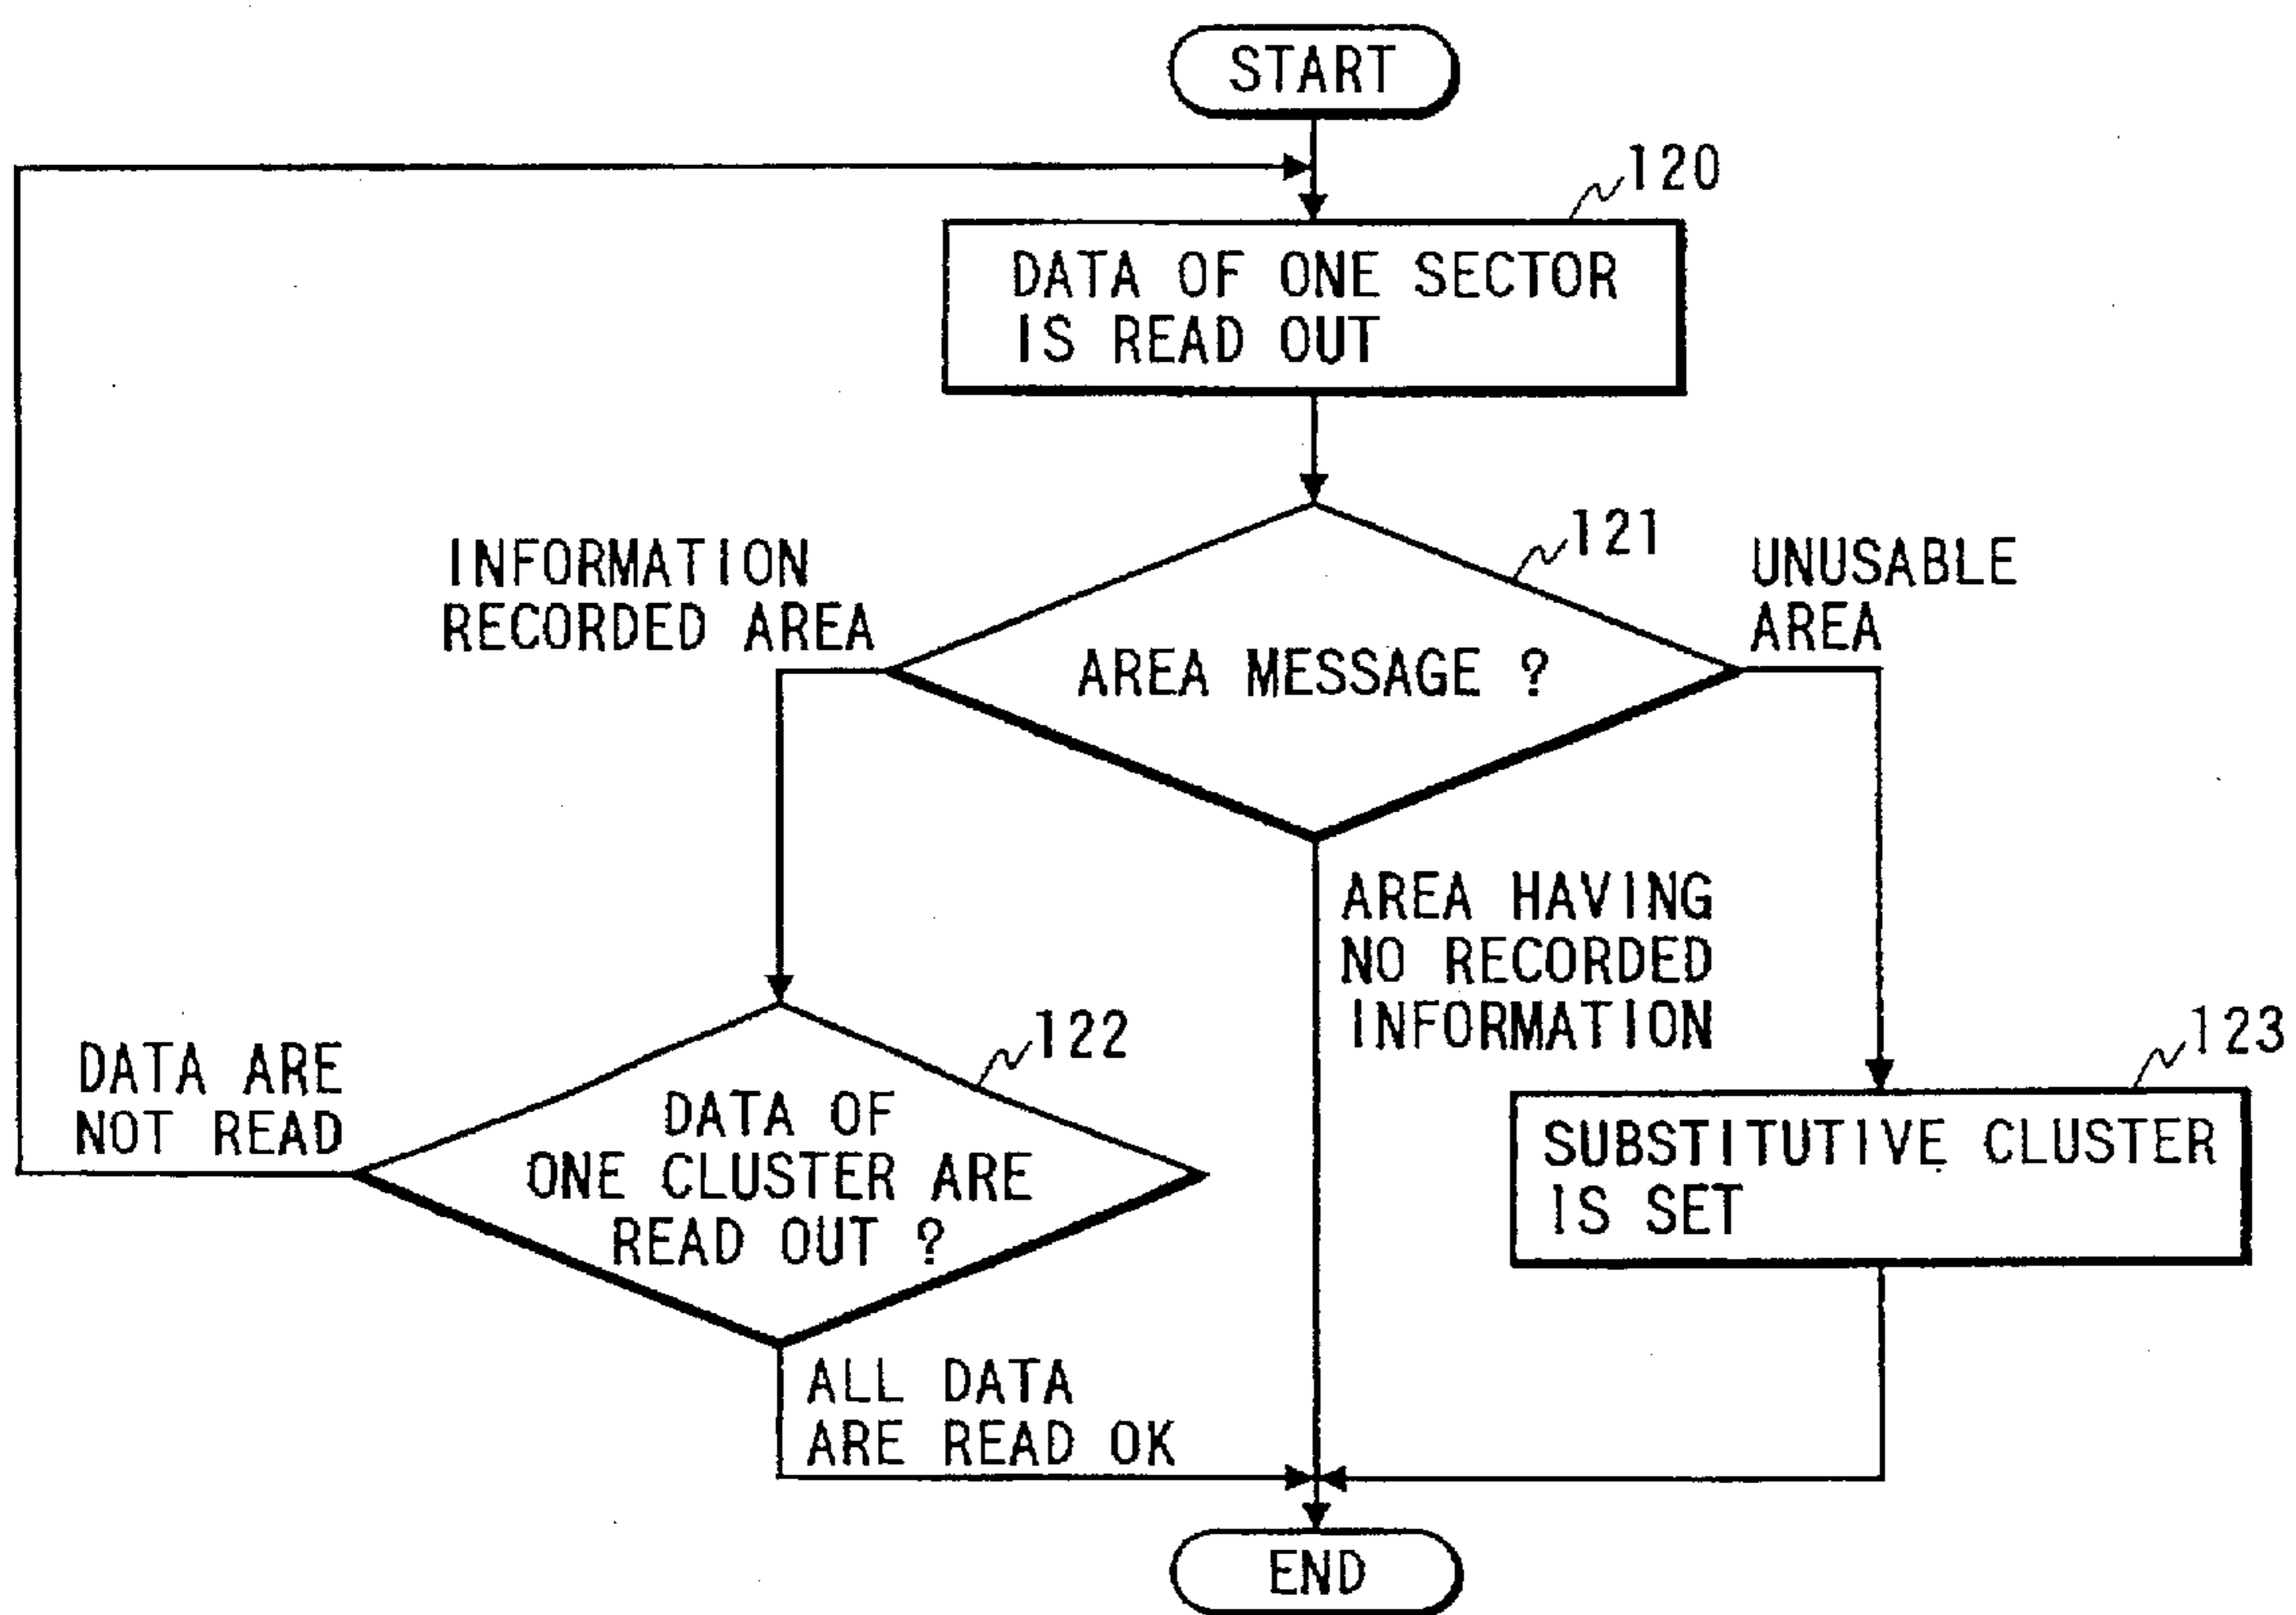 START
120
DATA OF ONE SECTOR
IS READ OUT
121
INFORMATION
RECORDED AREA
UNUSABLE
AREA
AREA MESSAGE ?
AREA HAVING
NO RECORDED
INFORMATION
122
123
DATA ARE
NOT READ
DATA OF
ONE CLUSTER ARE
READ OUT ?
SUBSTITUTIVE CLUSTER
IS SET
ALL DATA
ARE READ OK
END